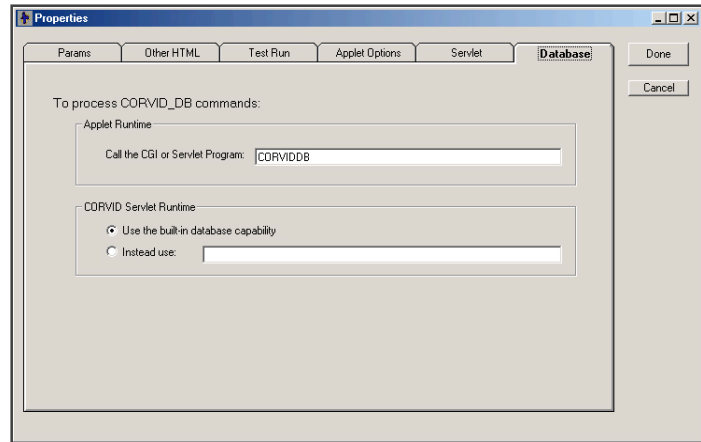 Properties
Params Other HTML Test Run Applet Options Servlet Database
Done
Cancel
To process CORVID_DB commands:
Applet Runtime
Call the CGI or Servlet Program: CORVIDDB
CORVID Servlet Runtime
Use the built-in database capability
Instead use: